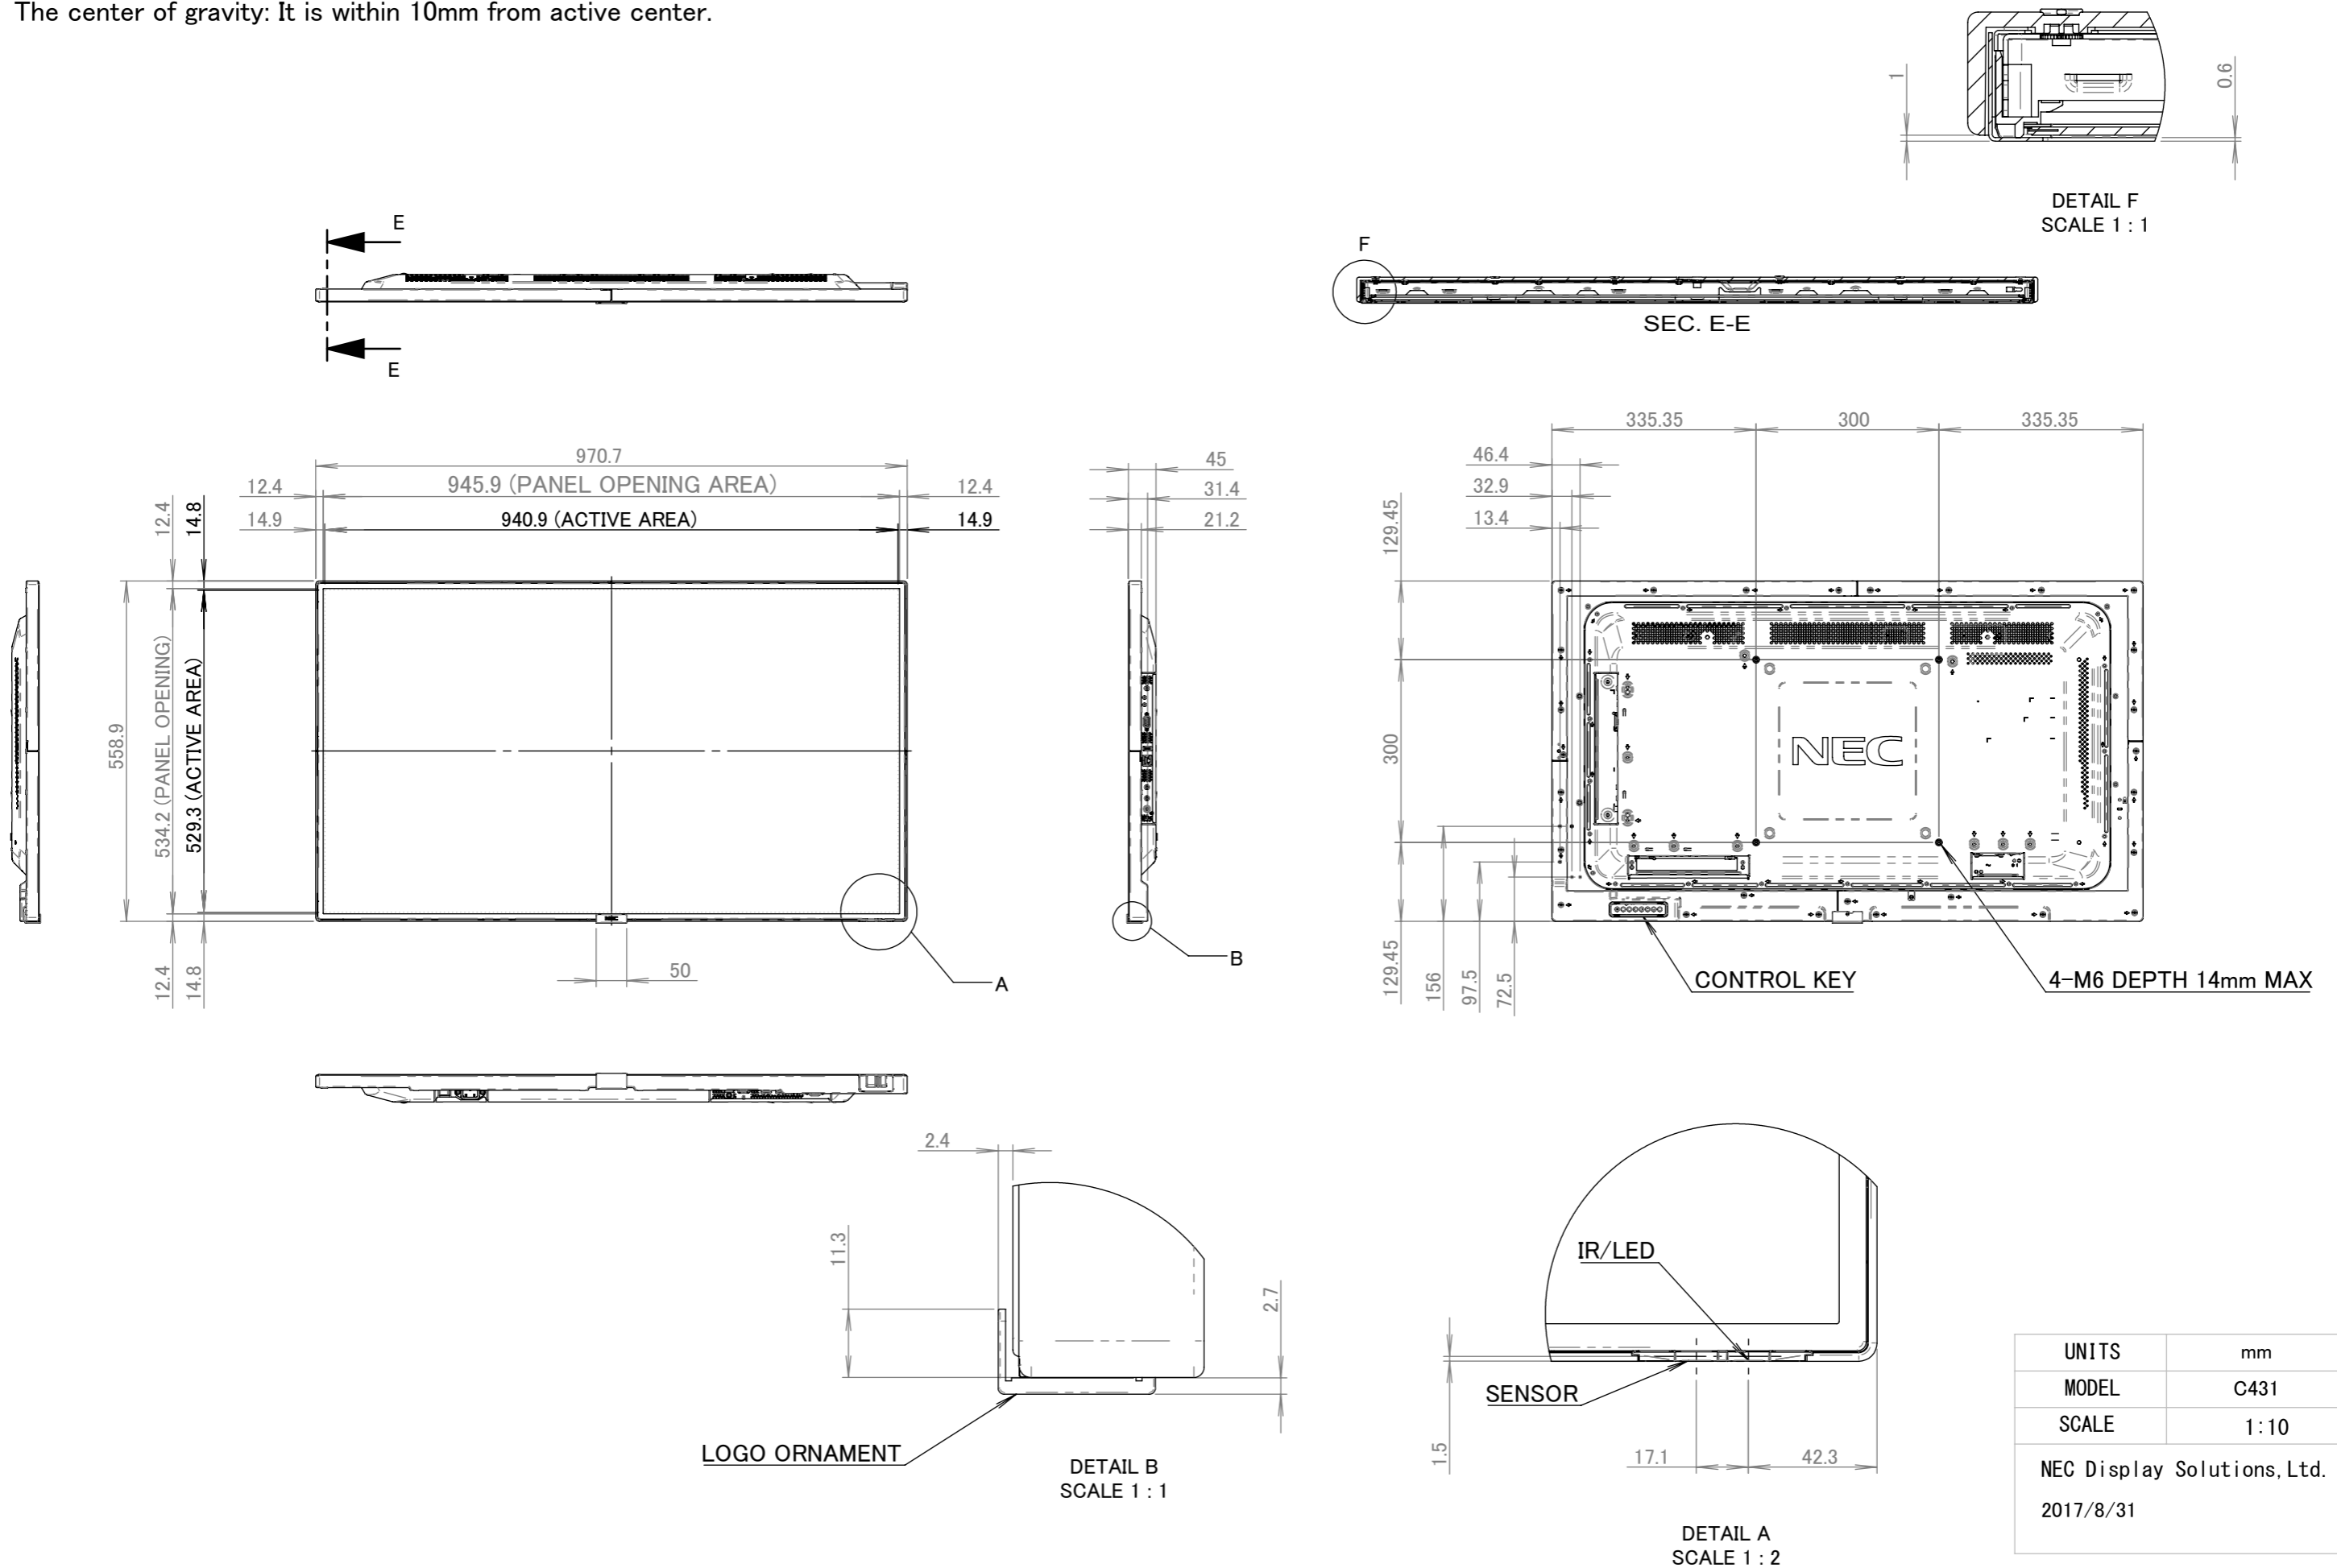 The center of gravity: It is within 10mm from active center.
1
0.6
DETAIL F
SCALE 1 : 1
E
E
F
SEC. E-E
970.7
12.4
945.9 (PANEL OPENING AREA)
12.4
14.9
940.9 (ACTIVE AREA)
14.9
12.4
14.8
558.9
534.2 (PANEL OPENING)
529.3 (ACTIVE AREA)
12.4
14.8
NEC
50
A
45
31.4
21.2
B
335.35
300
335.35
46.4
32.9
13.4
129.45
300
129.45
156
97.5
72.5
NEC
CONTROL KEY
4-M6 DEPTH 14mm MAX
2.4
11.3
2.7
LOGO ORNAMENT
DETAIL B
SCALE 1 : 1
IR/LED
SENSOR
1.5
17.1
42.3
DETAIL A
SCALE 1 : 2
UNITS mm
MODEL C431
SCALE 1:10
NEC Display Solutions,Ltd.
2017/8/31